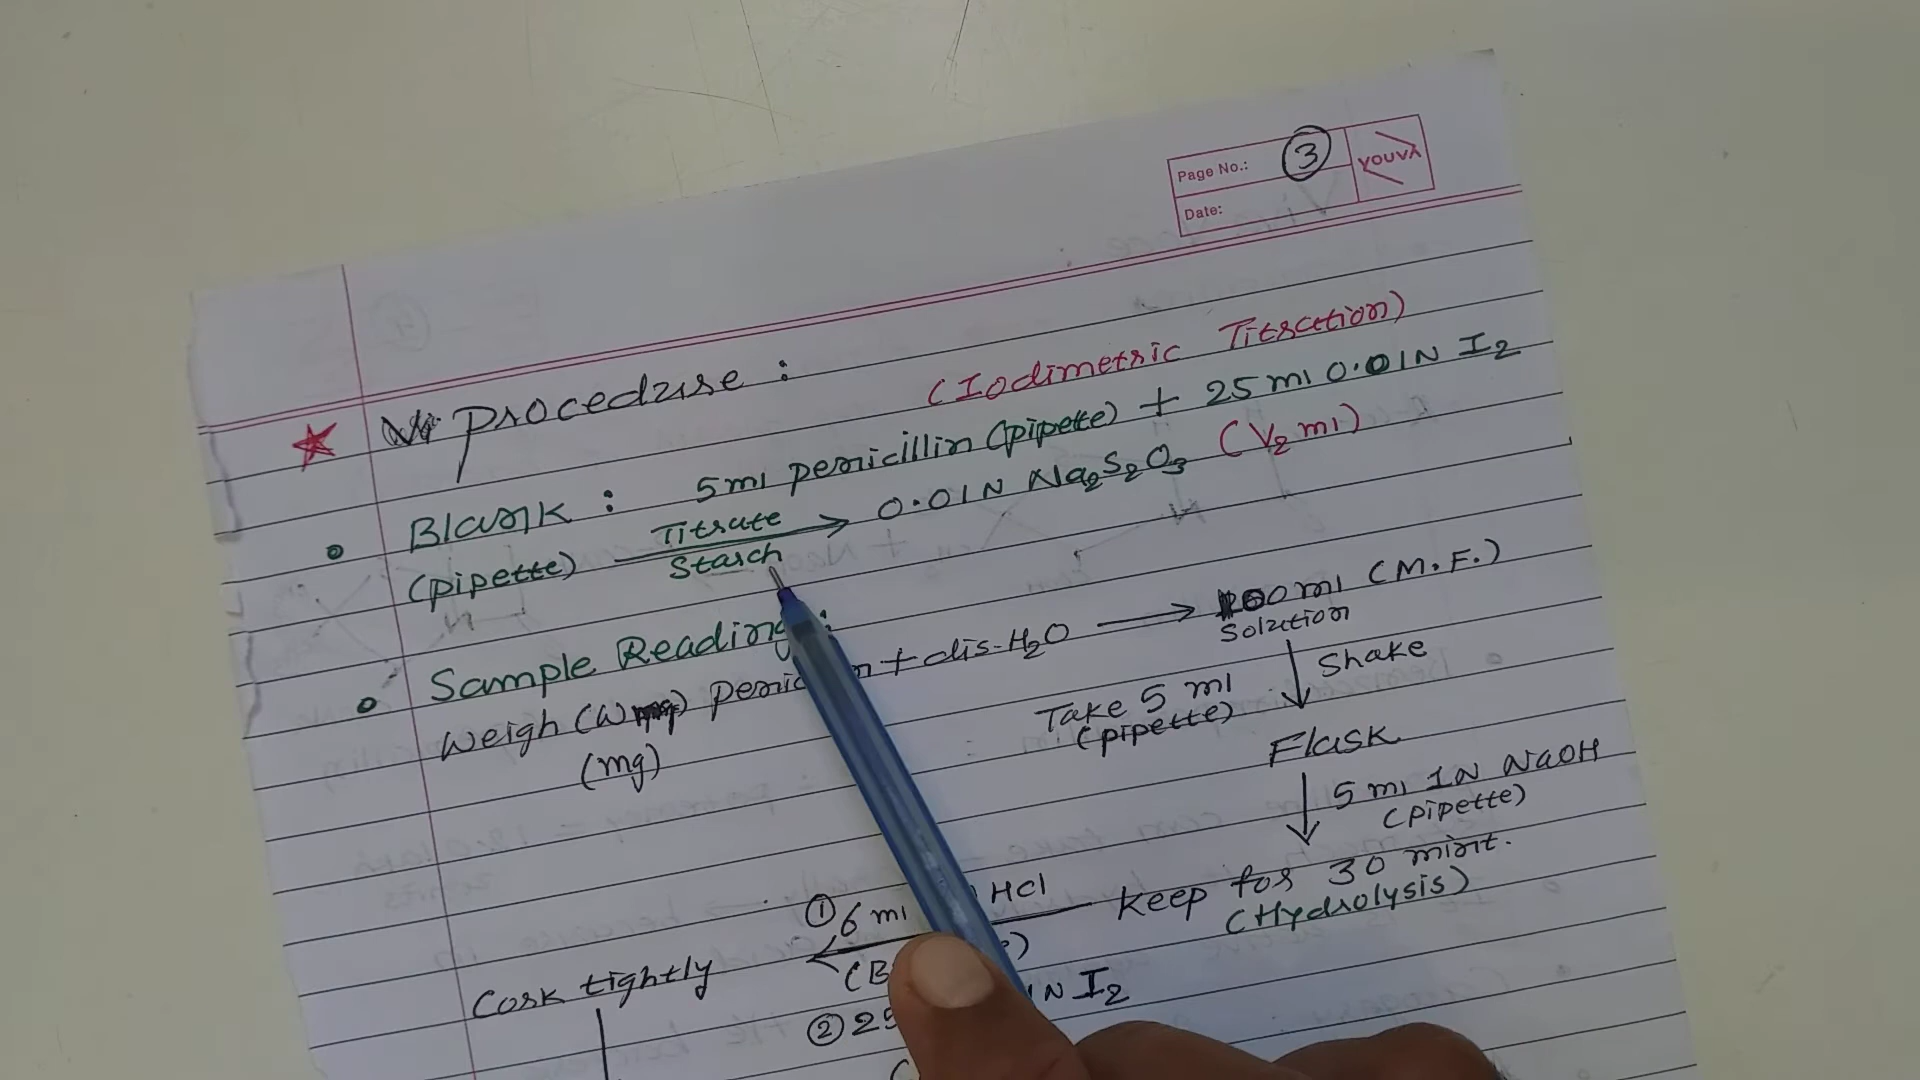 Page No.: 3
YOUVA
Date:
Procedure :
(Iodimetric Titration)
Blank : 5ml penicillin (pipette) + 25 ml 0.01N I2
(pipette) Titrate Starch → 0.01N Na2S2O3 (V2 ml)
Sample Reading :
Weigh (W) penic n + dis-H2O → 100 ml (M.F.)
(mg)
Solution
Shake
Take 5 ml
(pipette)
Flask
5 ml 1N NaOH
(pipette)
keep for 30 minit.
(Hydrolysis)
① 6 ml HCl
② 25 N I2
Cork tightly